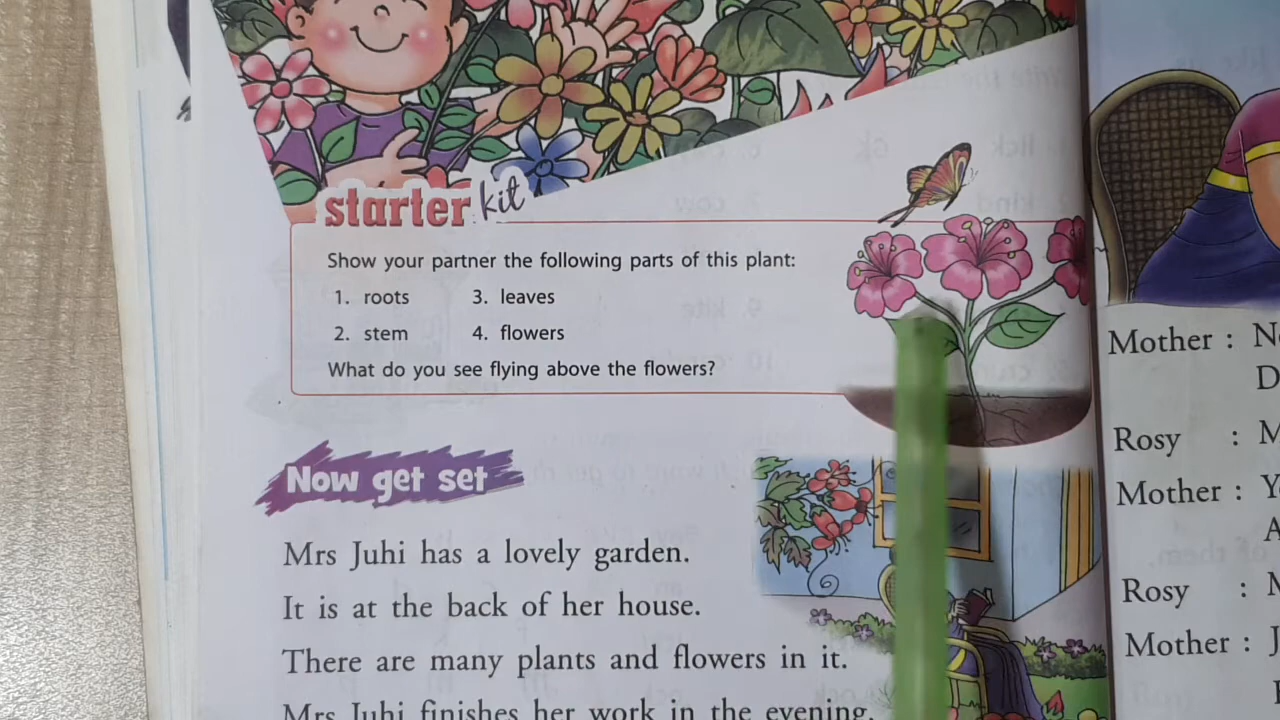 starter kit
Show your partner the following parts of this plant:
1. roots 3. leaves
2. stem 4. flowers
What do you see flying above the flowers?
Now get set
Mrs Juhi has a lovely garden.
It is at the back of her house.
There are many plants and flowers in it.
Mrs Juhi finishes her work in the evening.
Mother :
Rosy :
Mother :
Rosy :
Mother :